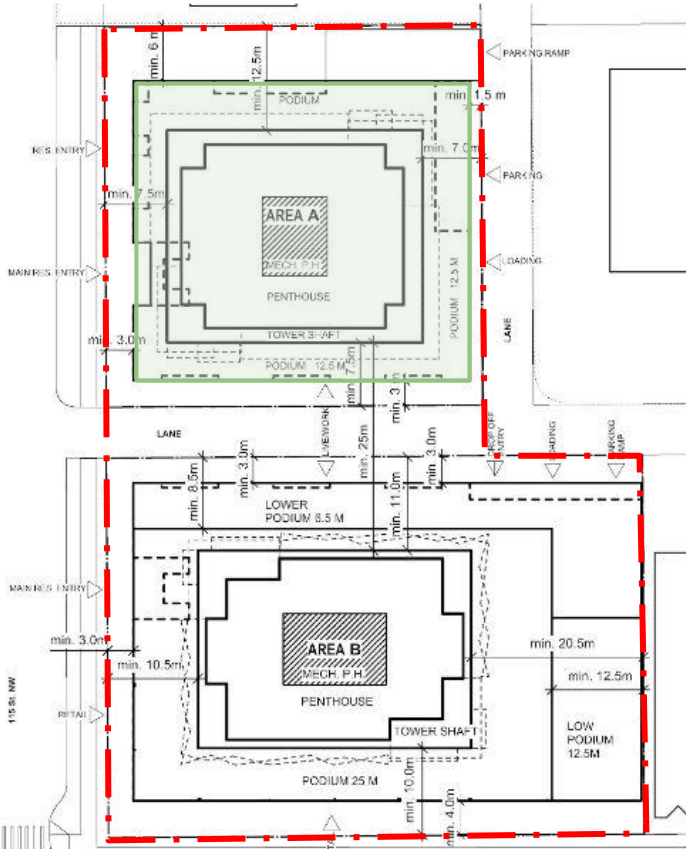 min. 6 m
min. 12.5m
PARKING RAMP
min. 1.5 m
PODIUM
RES. ENTRY
min. 7.0m
PARKING
min. 7.5m
AREA A
MAIN RES. ENTRY
MECH. P.H.
LOADING
PENTHOUSE
PODIUM 12.5 M
TOWER SHAFT
min. 3.0m
LANE
PODIUM 12.5 M
min. 7.5m
min. 3
LIVE/WORK
LANE
min. 25m
DROP OFF
ENTRY
LOADING
PARKING
min. 8.5m
min. 3.0m
min. 11.0m
min. 3.0m
LOWER
PODIUM 6.5 M
MAIN RES. ENTRY
min. 3.0m
AREA B
min. 20.5m
min. 10.5m
MECH. P.H.
min. 12.5m
PENTHOUSE
115 St. NW
RETAIL
TOWER SHAFT
LOW
PODIUM
12.5M
PODIUM 25 M
min. 10.0m
min. 4.0m